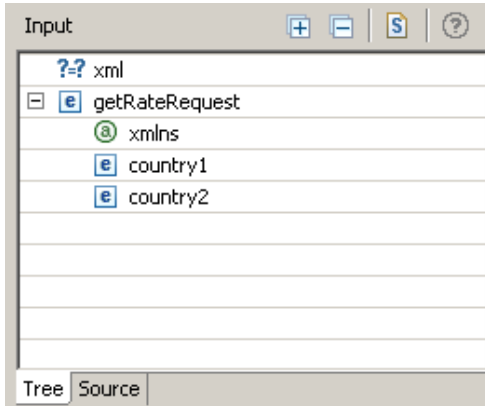 Input S ?
?=? xml
e getRateRequest
a xmlns
e country1
e country2
Tree Source